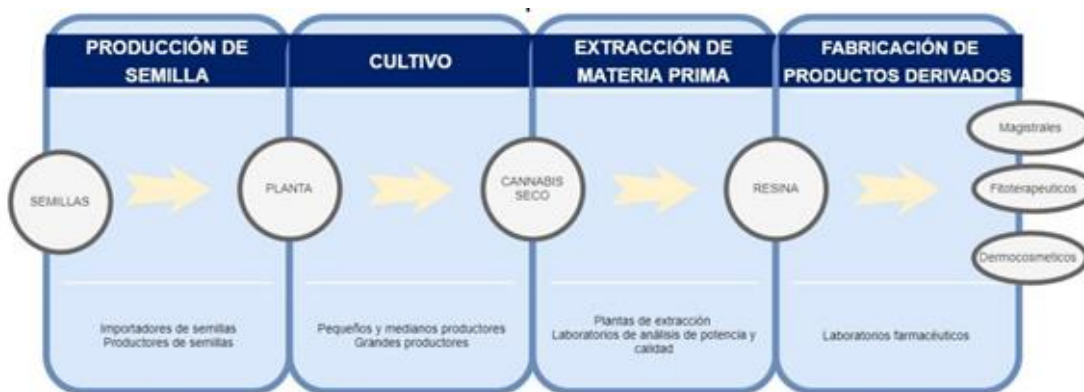 PRODUCCIÓN DE
SEMILLA
CULTIVO
EXTRACCIÓN DE
MATERIA PRIMA
FABRICACIÓN DE
PRODUCTOS DERIVADOS
SEMILLAS
PLANTA
CANNABIS
SECO
RESINA
Magistrales
Fitoterapeuticos
Dermocosmeticos
Importadores de semillas
Productores de semillas
Pequeños y medianos productores
Grandes productores
Plantas de extracción
Laboratorios de análisis de potencia y
calidad
Laboratorios farmacéuticos